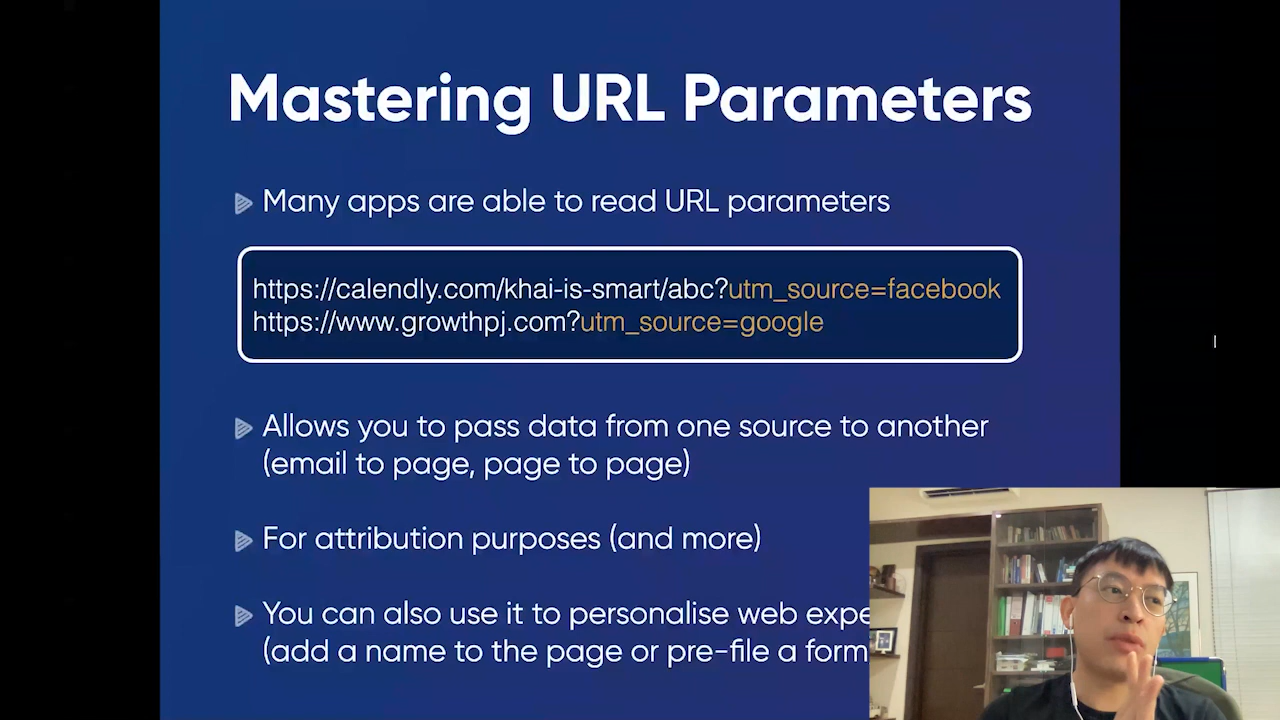 Mastering URL Parameters
Many apps are able to read URL parameters
https://calendly.com/khai-is-smart/abc?utm_source=facebook
https://www.growthpj.com?utm_source=google
Allows you to pass data from one source to another
(email to page, page to page)
For attribution purposes (and more)
You can also use it to personalise web expe
(add a name to the page or pre-file a form